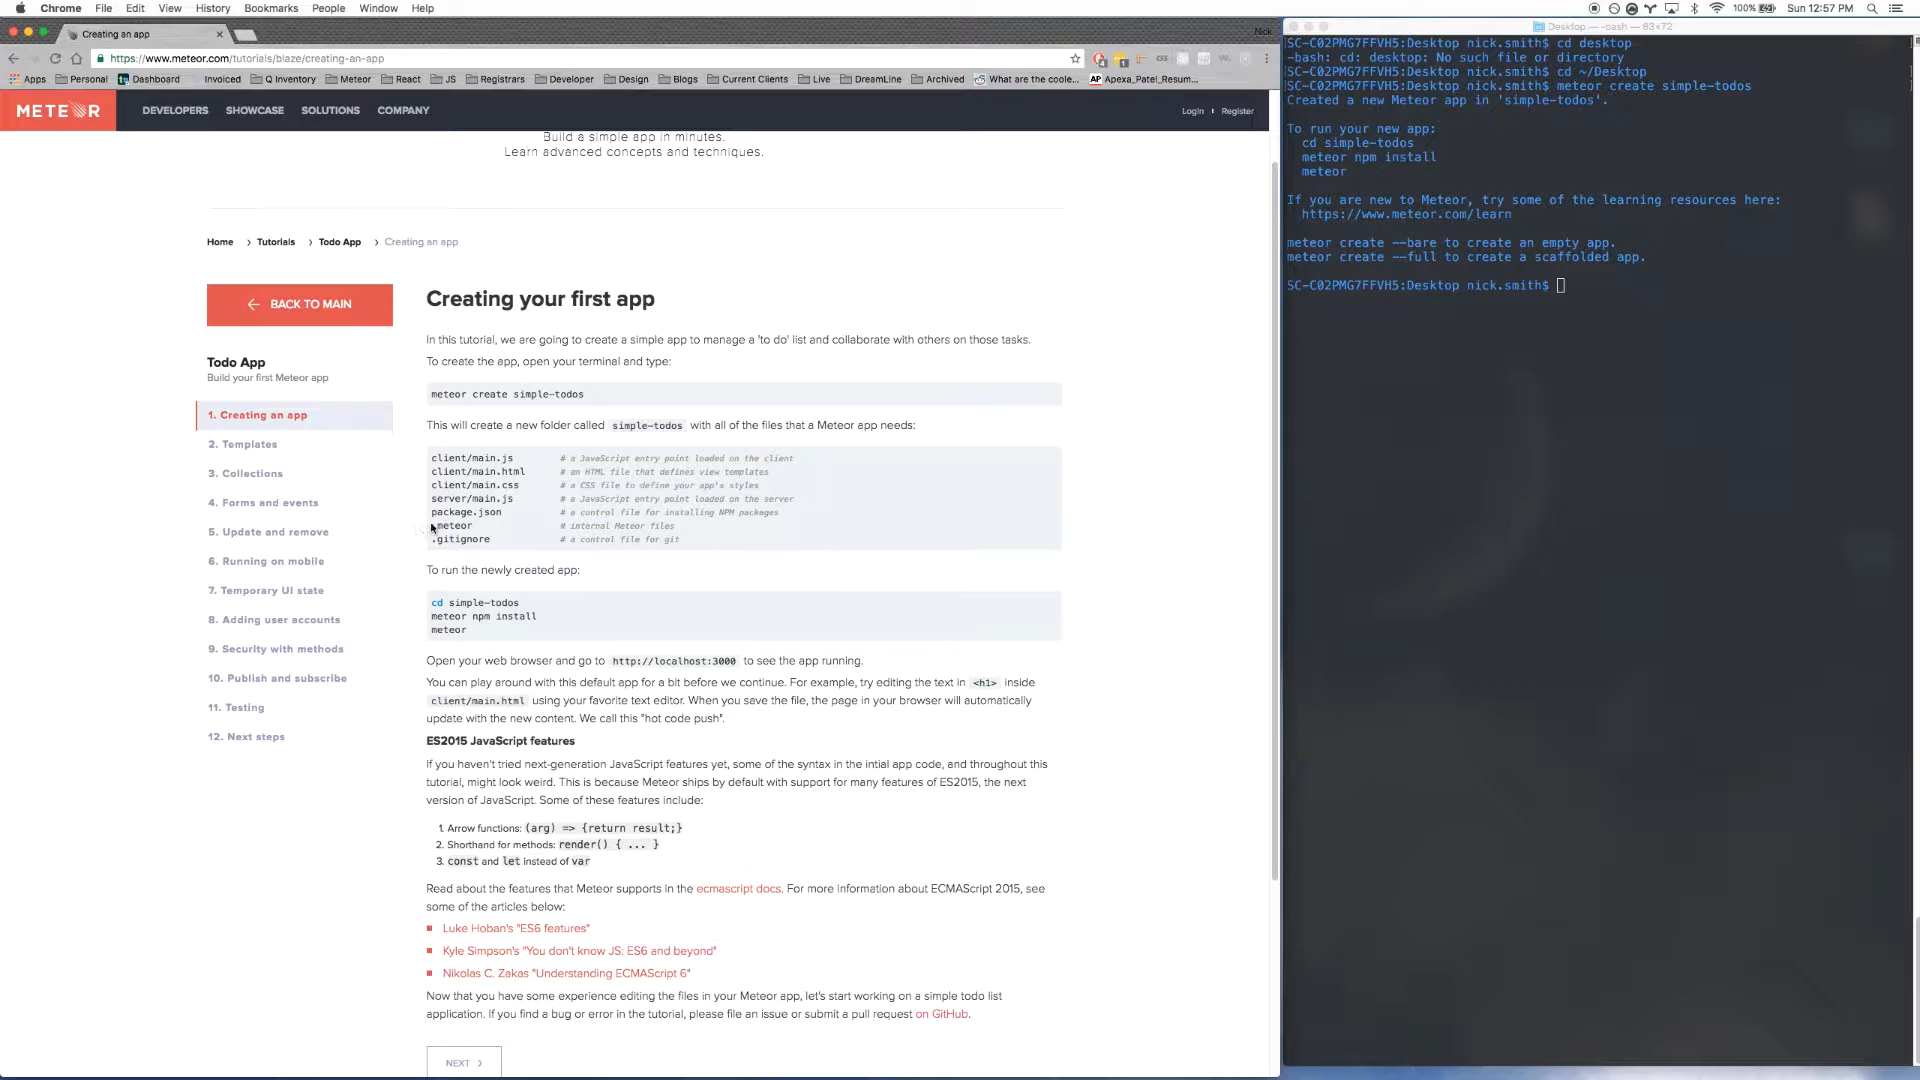 Chrome File Edit View History Bookmarks People Window Help
100% Sun 12:57 PM
Creating an app
Nick
https://www.meteor.com/tutorials/blaze/creating-an-app
Apps Personal Dashboard Invoiced Q Inventory Meteor React JS Registrars Developer Design Blogs Current Clients Live DreamLine Archived What are the coole... AP Apexa_Patel_Resum...
METEOR DEVELOPERS SHOWCASE SOLUTIONS COMPANY Login Register
Build a simple app in minutes.
Learn advanced concepts and techniques.
Home > Tutorials > Todo App > Creating an app
← BACK TO MAIN
Todo App
Build your first Meteor app
1. Creating an app
2. Templates
3. Collections
4. Forms and events
5. Update and remove
6. Running on mobile
7. Temporary UI state
8. Adding user accounts
9. Security with methods
10. Publish and subscribe
11. Testing
12. Next steps
Creating your first app
In this tutorial, we are going to create a simple app to manage a 'to do' list and collaborate with others on those tasks.
To create the app, open your terminal and type:
meteor create simple-todos
This will create a new folder called simple-todos with all of the files that a Meteor app needs:
client/main.js # a JavaScript entry point loaded on the client
client/main.html # an HTML file that defines view templates
client/main.css # a CSS file to define your app's styles
server/main.js # a JavaScript entry point loaded on the server
package.json # a control file for installing NPM packages
.meteor # internal Meteor files
.gitignore # a control file for git
To run the newly created app:
cd simple-todos
meteor npm install
meteor
Open your web browser and go to http://localhost:3000 to see the app running.
You can play around with this default app for a bit before we continue. For example, try editing the text in <h1> inside
client/main.html using your favorite text editor. When you save the file, the page in your browser will automatically
update with the new content. We call this "hot code push".
ES2015 JavaScript features
If you haven't tried next-generation JavaScript features yet, some of the syntax in the intial app code, and throughout this
tutorial, might look weird. This is because Meteor ships by default with support for many features of ES2015, the next
version of JavaScript. Some of these features include:
1. Arrow functions: (arg) => {return result;}
2. Shorthand for methods: render() { ... }
3. const and let instead of var
Read about the features that Meteor supports in the ecmascript docs. For more information about ECMAScript 2015, see
some of the articles below:
Luke Hoban's "ES6 features"
Kyle Simpson's "You don't know JS: ES6 and beyond"
Nikolas C. Zakas "Understanding ECMAScript 6"
Now that you have some experience editing the files in your Meteor app, let's start working on a simple todo list
application. If you find a bug or error in the tutorial, please file an issue or submit a pull request on GitHub.
NEXT >
Desktop — -bash — 83×72
SC-C02PMG7FFVH5:Desktop nick.smith$ cd desktop
-bash: cd: desktop: No such file or directory
SC-C02PMG7FFVH5:Desktop nick.smith$ cd ~/Desktop
SC-C02PMG7FFVH5:Desktop nick.smith$ meteor create simple-todos
Created a new Meteor app in 'simple-todos'.
To run your new app:
cd simple-todos
meteor npm install
meteor
If you are new to Meteor, try some of the learning resources here:
https://www.meteor.com/learn
meteor create --bare to create an empty app.
meteor create --full to create a scaffolded app.
SC-C02PMG7FFVH5:Desktop nick.smith$